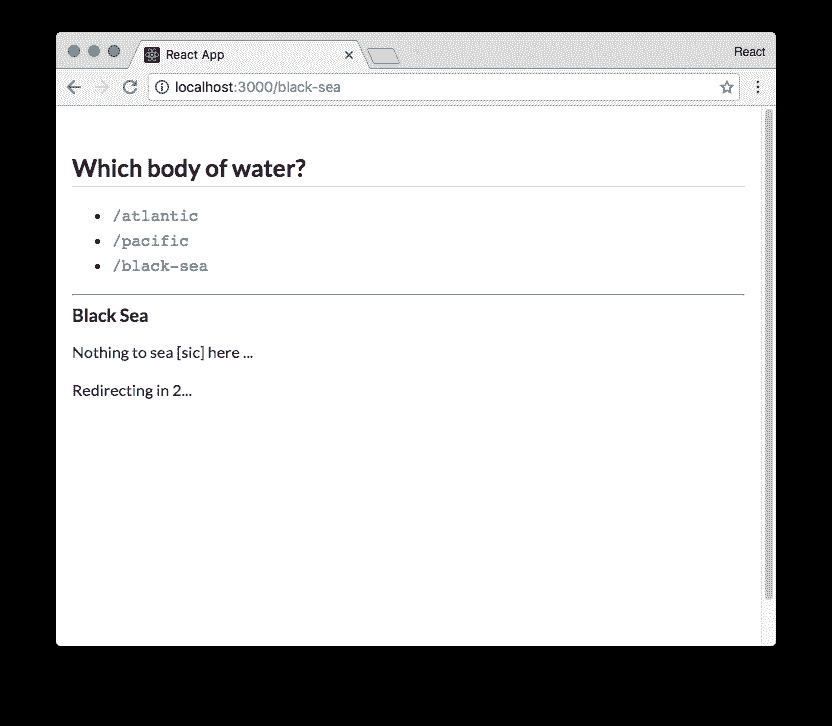 React App
React
localhost:3000/black-sea
Which body of water?
/atlantic
/pacific
/black-sea
Black Sea
Nothing to sea [sic] here ...
Redirecting in 2...